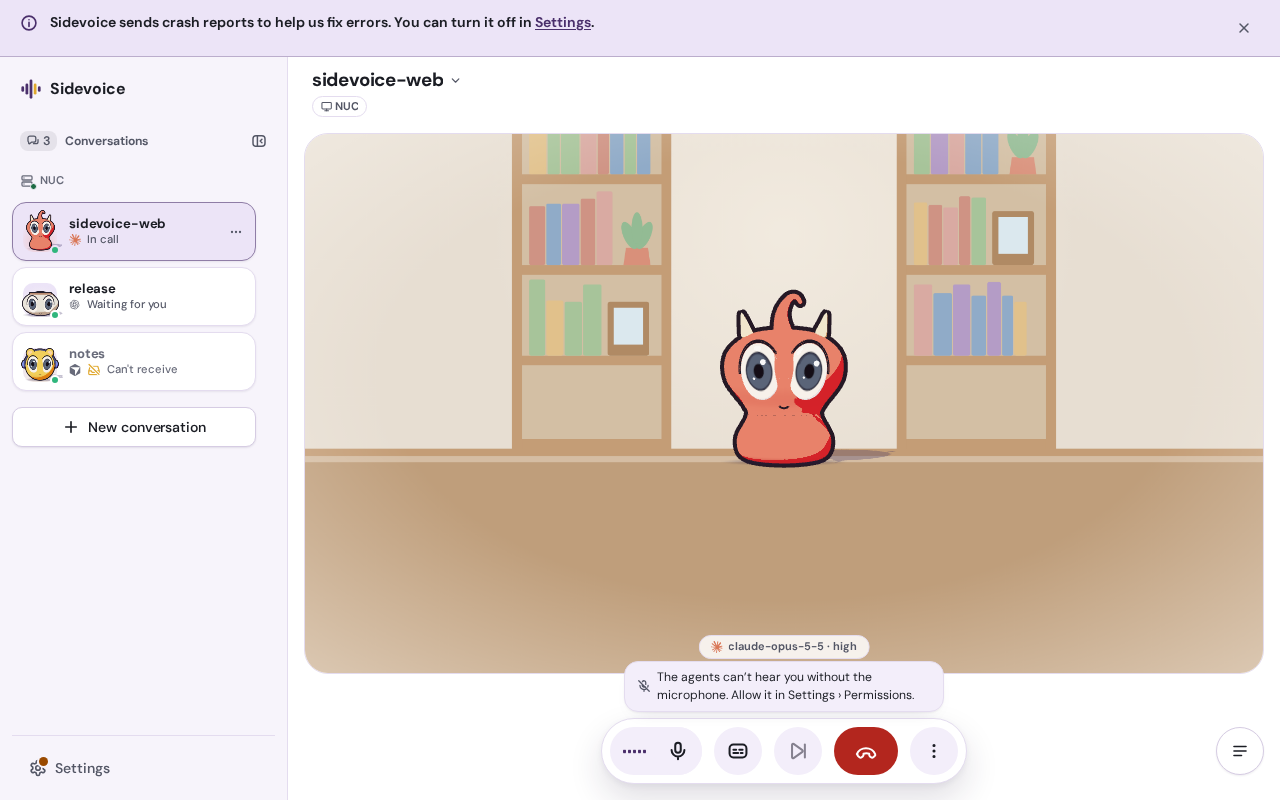 Sidevoice sends crash reports to help us fix errors. You can turn it off in Settings.
Sidevoice
3 Conversations
NUC
sidevoice-web
In call
release
Waiting for you
notes
Can't receive
New conversation
Settings
sidevoice-web
NUC
claude-opus-5-5 · high
The agents can’t hear you without the
microphone. Allow it in Settings › Permissions.